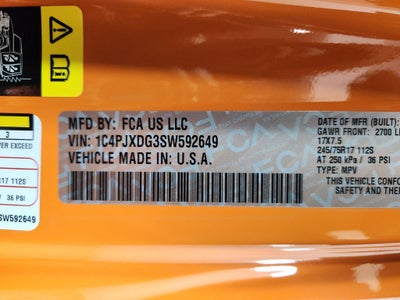 MFD BY: FCA US LLC
VIN: 1C4PJXDG3SW592649
VEHICLE MADE IN U.S.A.
DATE OF MFR (BUILT):
GAWR FRONT: 2700 L
17X7.5
245/75R17 112S
AT 250 kPa / 36 PSI
TYPE: MPV
THIS VEHICLE CONFO
SAFETY AND THE
3
VER EXCEED
R17 112S
/ 36 PSI
SW592649